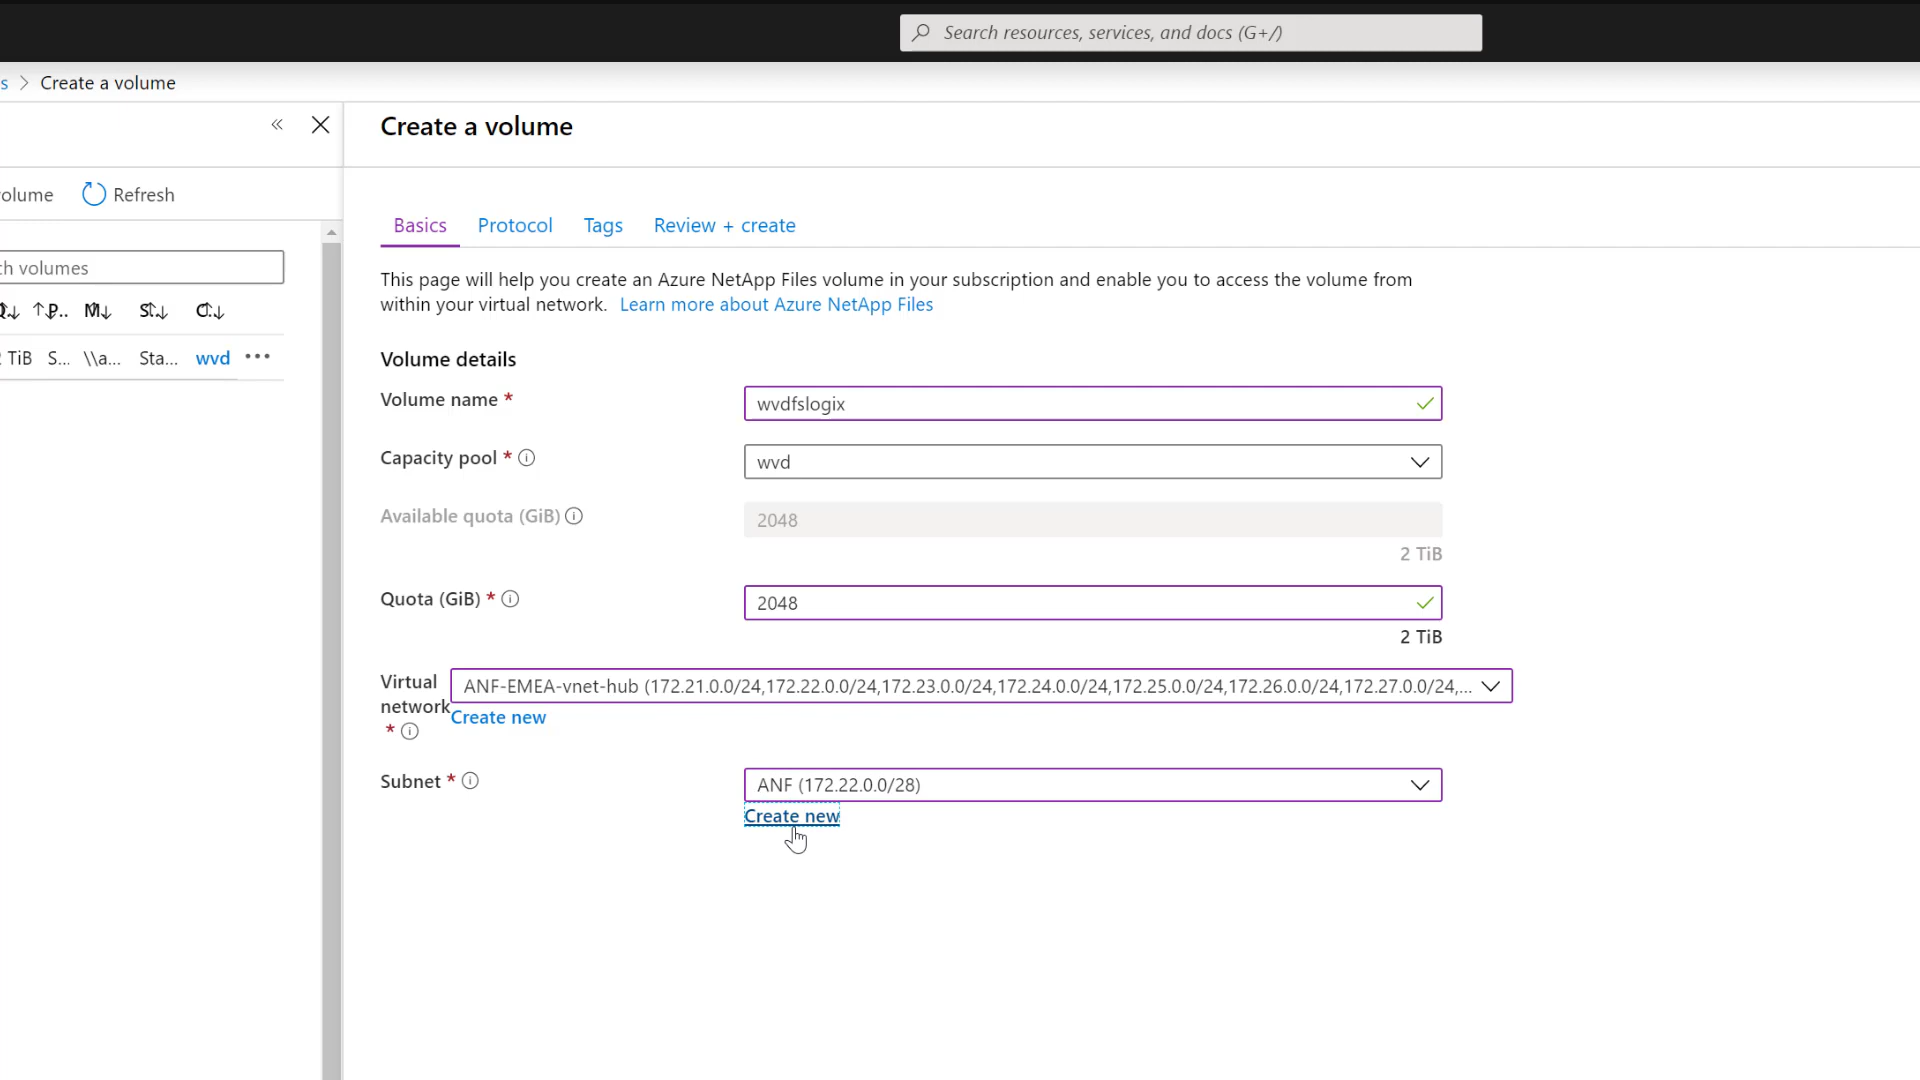 Search resources, services, and docs (G+/)
s > Create a volume
Create a volume
olume Refresh
Basics Protocol Tags Review + create
h volumes
This page will help you create an Azure NetApp Files volume in your subscription and enable you to access the volume from
within your virtual network. Learn more about Azure NetApp Files
TiB S... \\a... Sta... wvd •••
Volume details
Volume name *
wvdfslogix
Capacity pool *
wvd
Available quota (GiB)
2048
2 TiB
Quota (GiB) *
2048
2 TiB
Virtual network *
ANF-EMEA-vnet-hub (172.21.0.0/24,172.22.0.0/24,172.23.0.0/24,172.24.0.0/24,172.25.0.0/24,172.26.0.0/24,172.27.0.0/24,...
Create new
Subnet *
ANF (172.22.0.0/28)
Create new